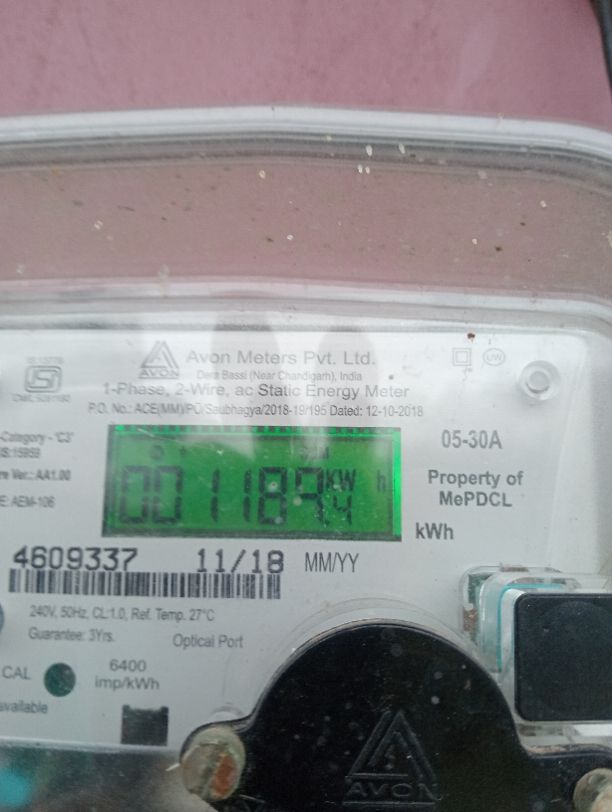 Avon Meters Pvt. Ltd.
Dera Bassi (Near Chandigarh), India
1-Phase, 2-Wire, ac Static Energy Meter
P.O. No.: ACE(MM)/PO/Saubhagya/2018-19/195 Dated: 12-10-2018
UW
-Category - 'C3'
IS:15959
re Ver.: AA1.00
E: AEM-106
001189.4 KW h
05-30A
Property of
MePDCL
kWh
4609337 11/18 MM/YY
240V, 50Hz, CL:1.0, Ref. Temp. 27°C
Guarantee: 3Yrs.
Optical Port
CAL
6400
imp/kWh
available
AVON